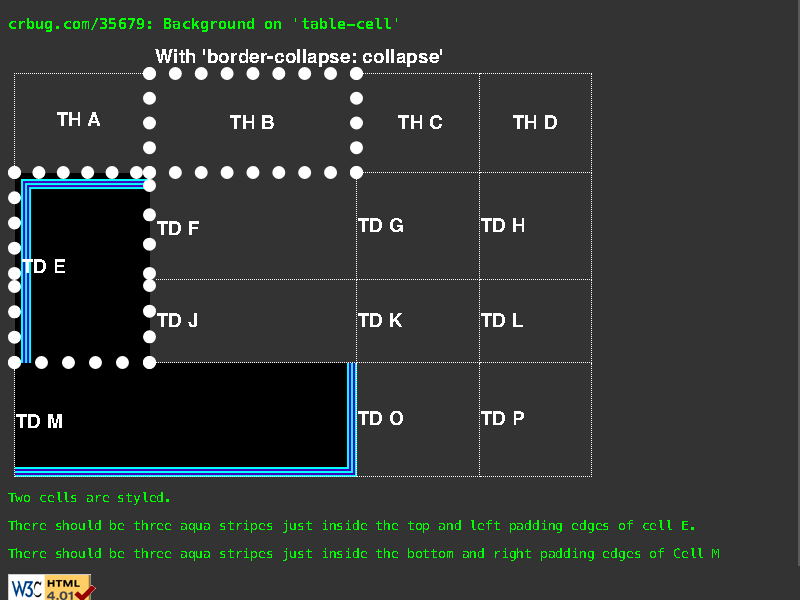 crbug.com/35679: Background on 'table-cell'
With 'border-collapse: collapse'
TH A TH B TH C TH D
TD E TD F TD G TD H
TD J TD K TD L
TD M TD O TD P
Two cells are styled.
There should be three aqua stripes just inside the top and left padding edges of cell E.
There should be three aqua stripes just inside the bottom and right padding edges of Cell M
W3C HTML 4.01